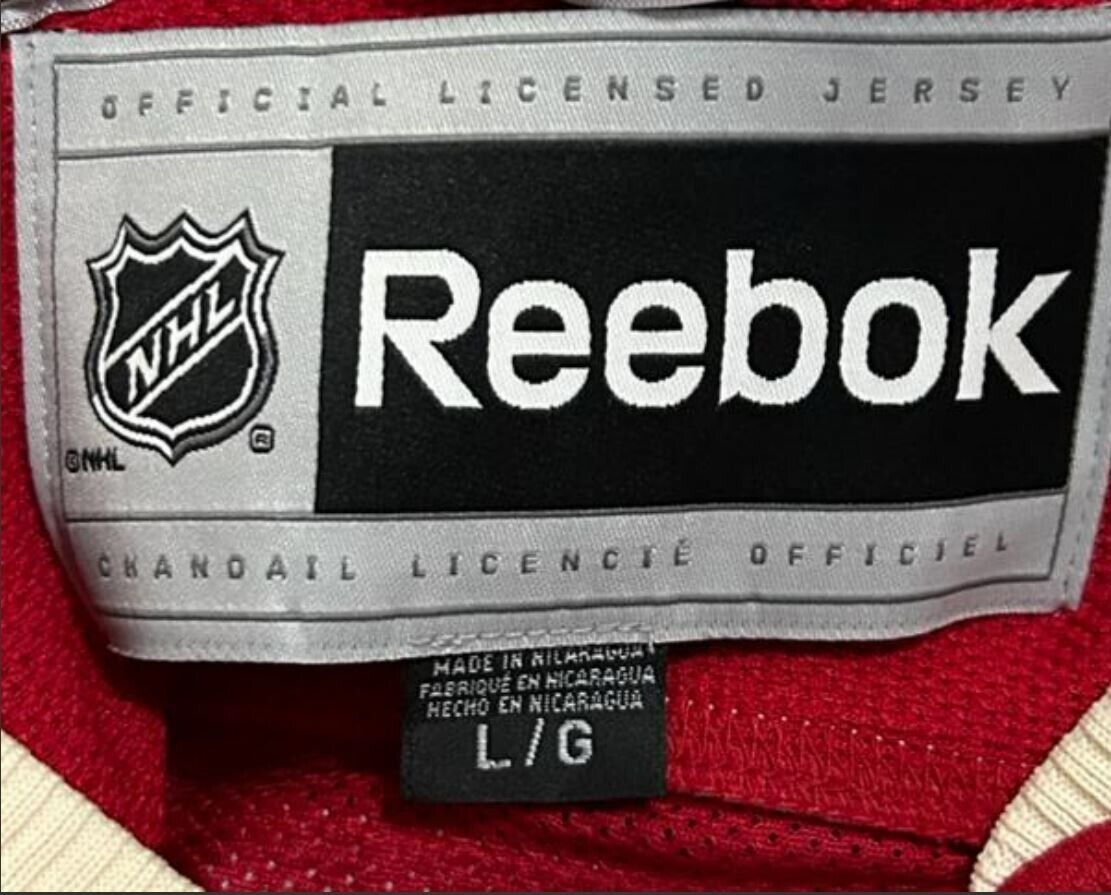 OFFICIAL LICENSED JERSEY
NHL
Reebok
®
©NHL
CHANDAIL LICENCIÉ OFFICIEL
MADE IN NICARAGUA
FABRIQUÉ EN NICARAGUA
HECHO EN NICARAGUA
L/G